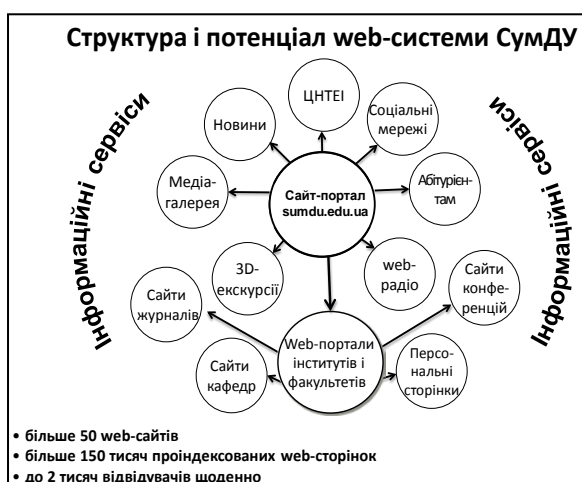 Структура і потенціал web-системи СумДУ
Інформаційні сервіси
ЦНТЕІ
Новини
Соціальні
мережі
Медіа-
галерея
Сайт-портал
sumdu.edu.ua
Абітурієн-
там
3D-
екскурсії
web-
радіо
Сайти
журналів
Сайти
конфе-
ренцій
Web-портали
інститутів і
факультетів
Сайти
кафедр
Персо-
нальні
сторінки
Інформаційні сервіси
• більше 50 web-сайтів
• більше 150 тисяч проіндексованих web-сторінок
• до 2 тисяч відвідувачів щоденно